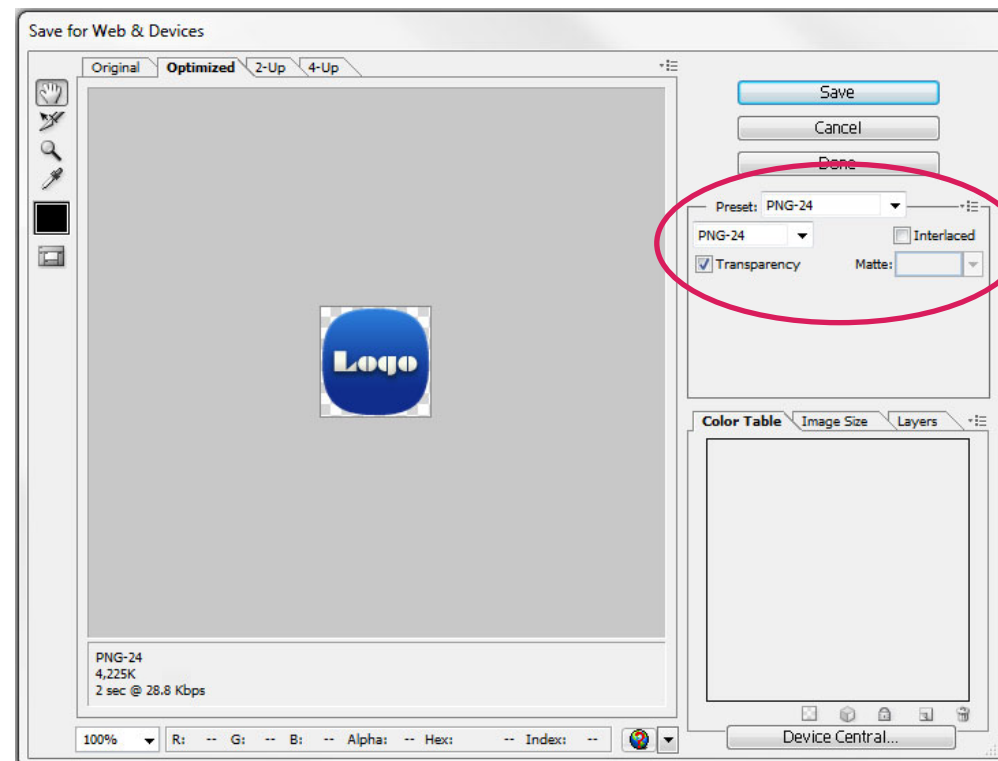 Save for Web & Devices
Original Optimized 2-Up 4-Up
Save
Cancel
Done
Preset: PNG-24
PNG-24 Interlaced
Transparency Matte:
Logo
Color Table Image Size Layers
PNG-24
4,225K
2 sec @ 28.8 Kbps
100% R: -- G: -- B: -- Alpha: -- Hex: -- Index: --
Device Central...